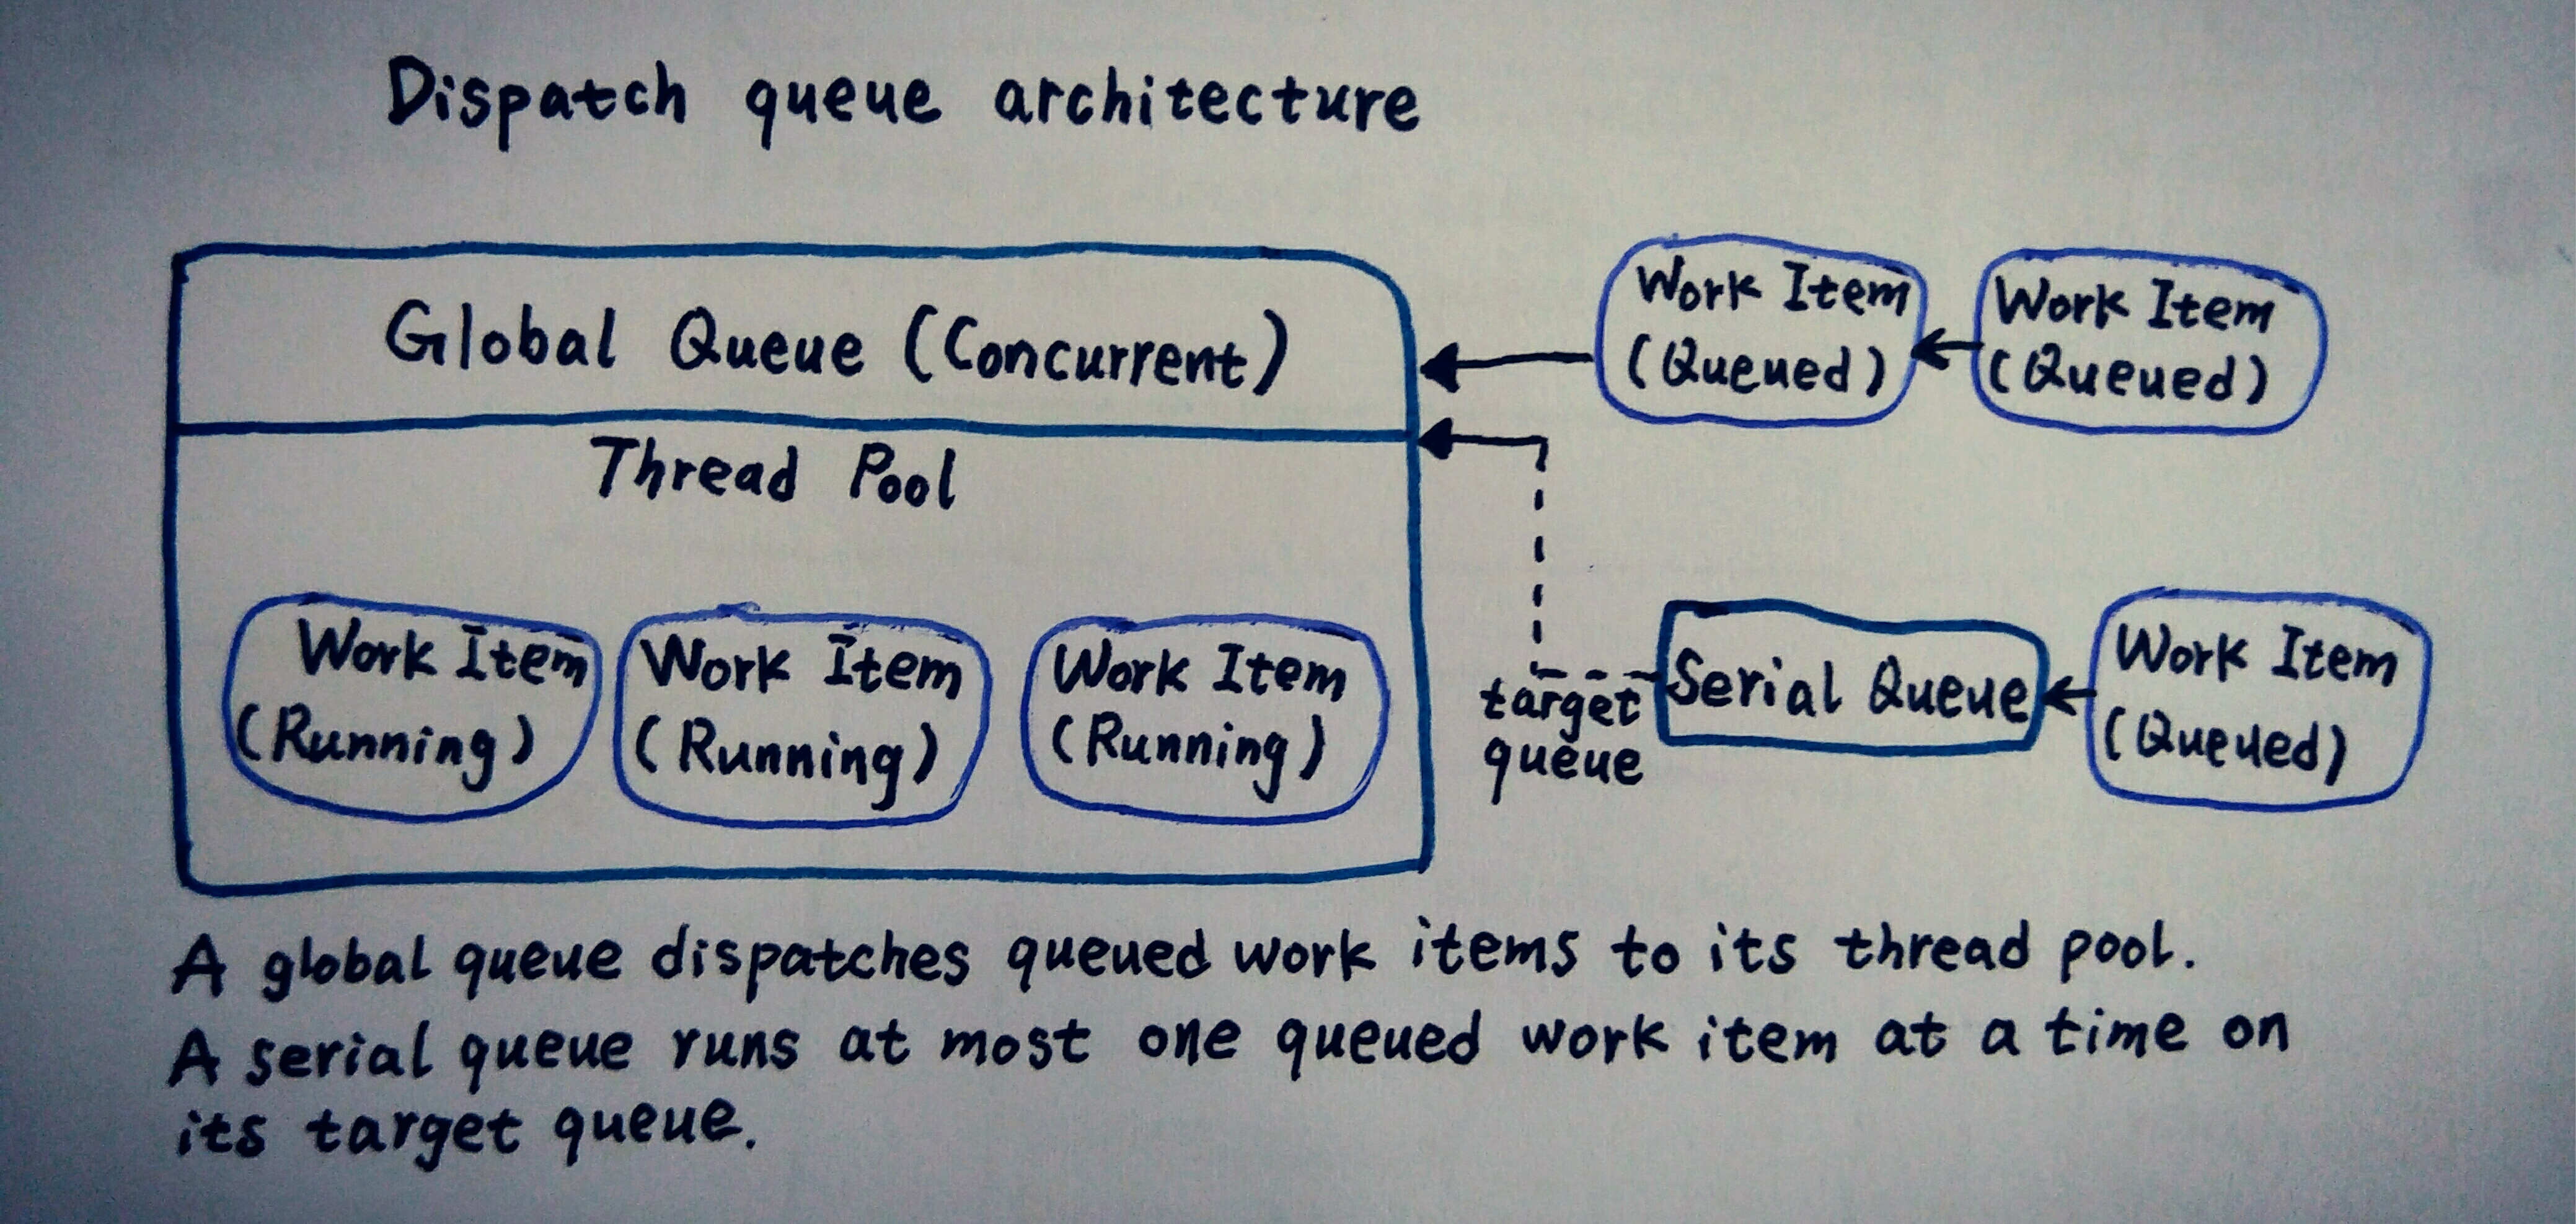 Dispatch queue architecture
Global Queue (Concurrent)
Thread Pool
Work Item
(Running)
Work Item
(Running)
Work Item
(Running)
Work Item
(Queued)
Work Item
(Queued)
target
queue
Serial Queue
Work Item
(Queued)
A global queue dispatches queued work items to its thread pool.
A serial queue runs at most one queued work item at a time on
its target queue.